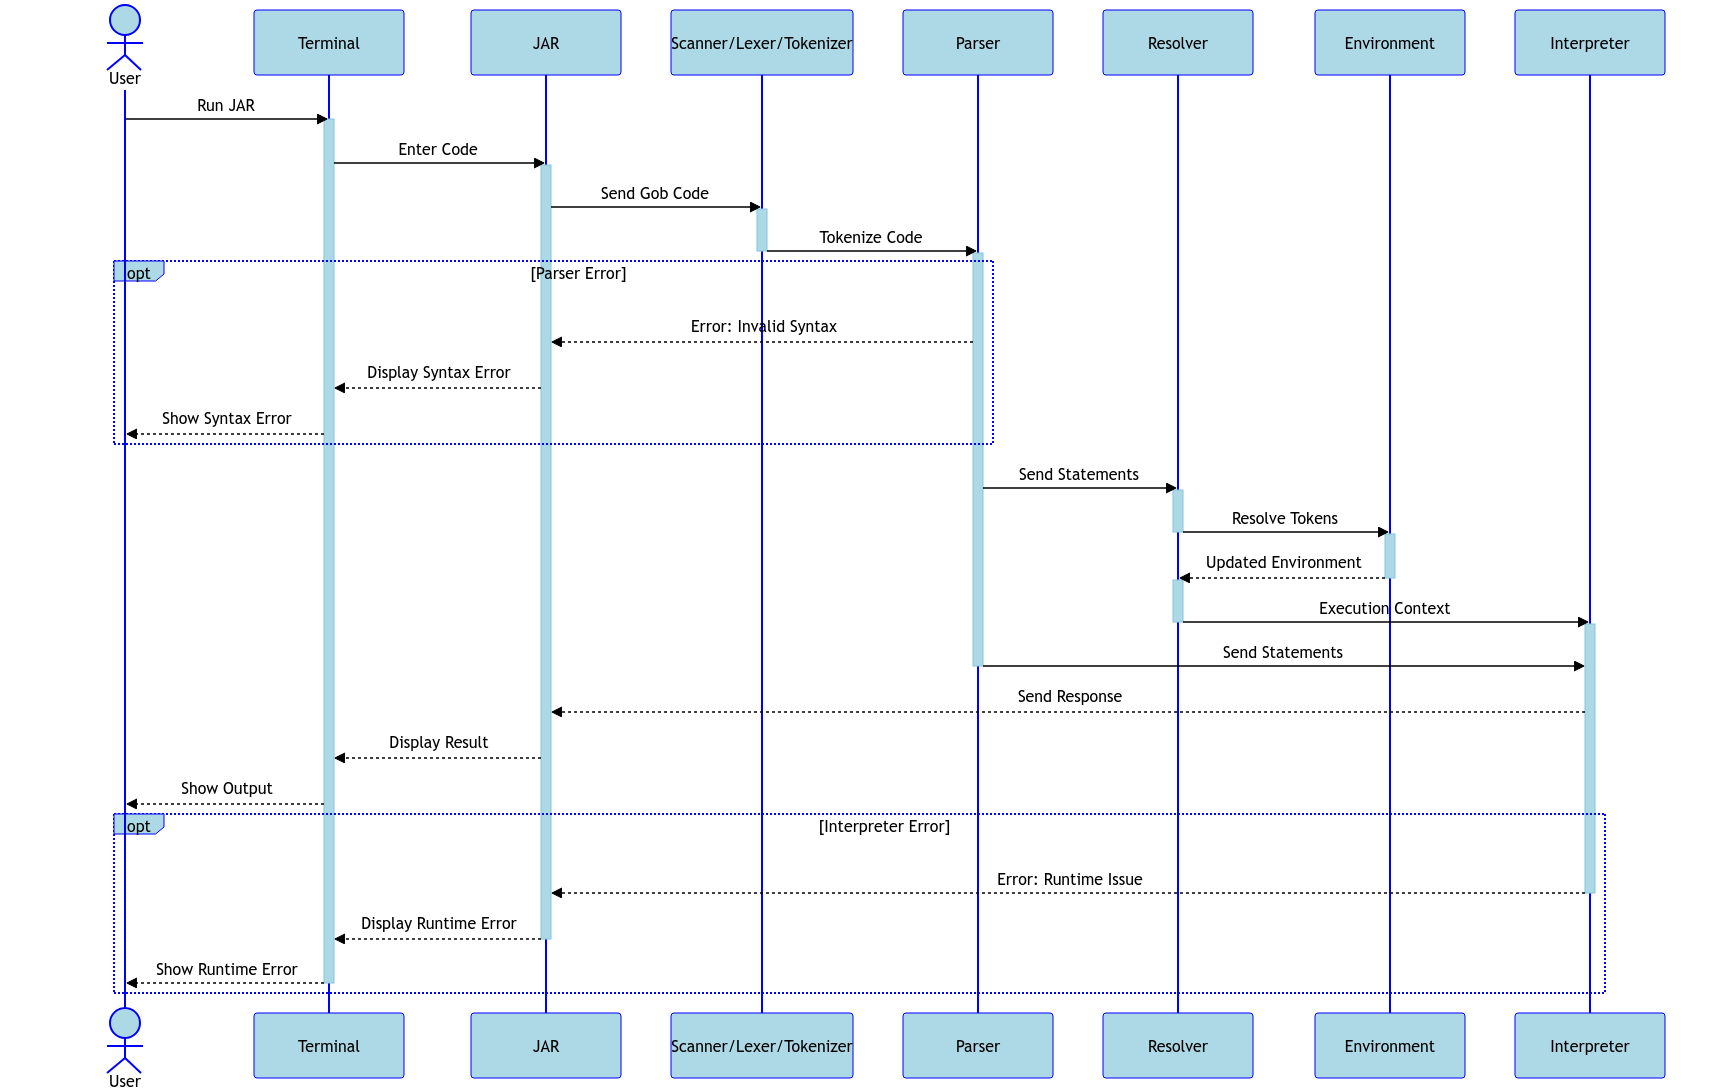 User
Terminal
JAR
Scanner/Lexer/Tokenizer
Parser
Resolver
Environment
Interpreter
Run JAR
Enter Code
Send Gob Code
Tokenize Code
opt
[Parser Error]
Error: Invalid Syntax
Display Syntax Error
Show Syntax Error
Send Statements
Resolve Tokens
Updated Environment
Execution Context
Send Statements
Send Response
Display Result
Show Output
opt
[Interpreter Error]
Error: Runtime Issue
Display Runtime Error
Show Runtime Error
User
Terminal
JAR
Scanner/Lexer/Tokenizer
Parser
Resolver
Environment
Interpreter